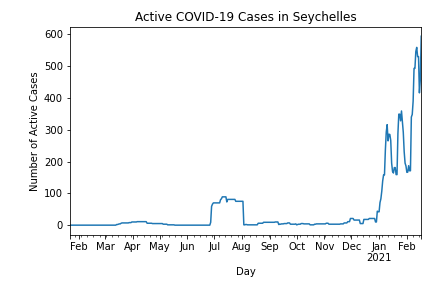 Active COVID-19 Cases in Seychelles
600
500
400
300
200
100
0
Number of Active Cases
Feb Mar Apr May Jun Jul Aug Sep Oct Nov Dec Jan Feb
2021
Day